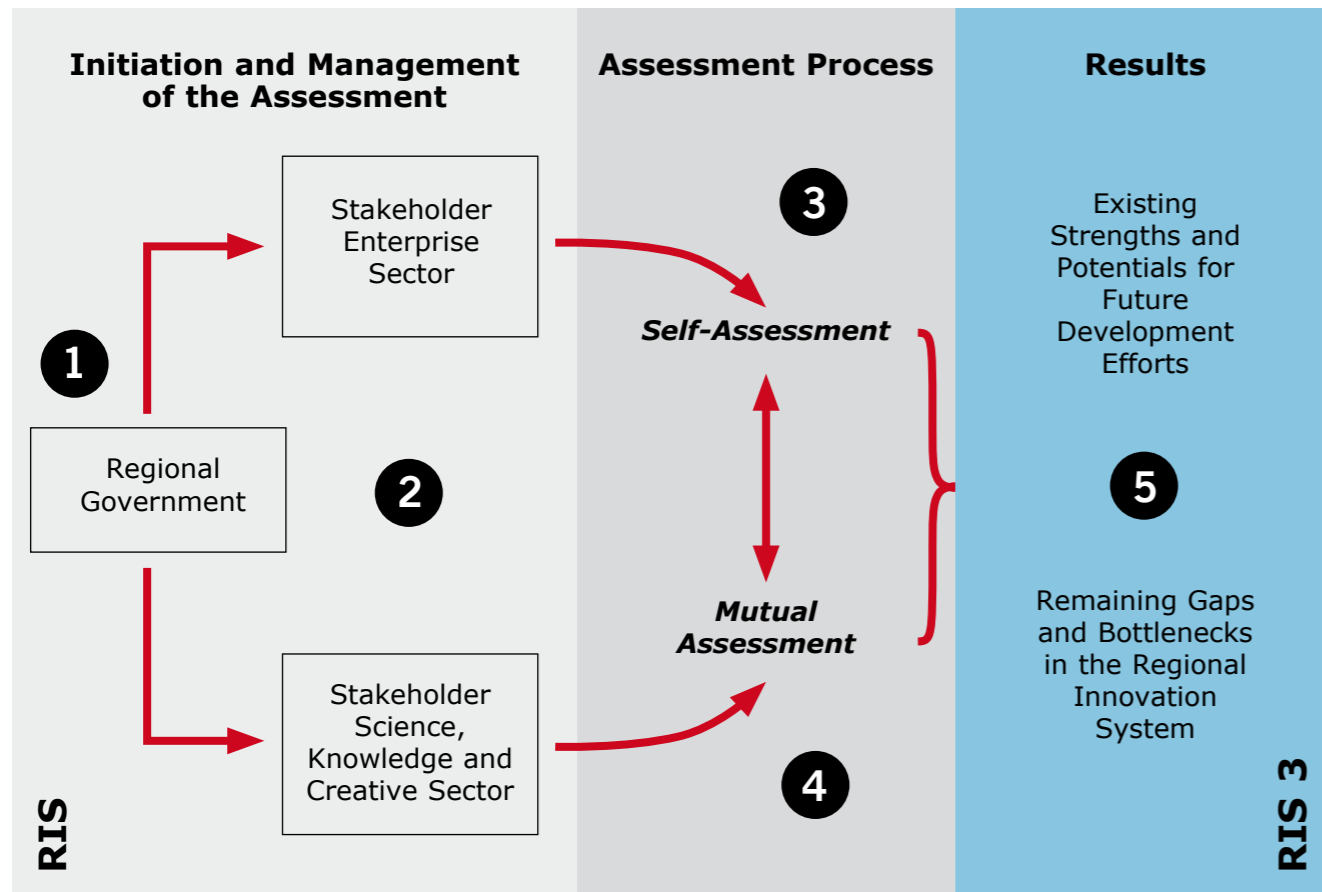 Initiation and Management
of the Assessment
Assessment Process
Results
1
Regional
Government
2
Stakeholder
Enterprise
Sector
Stakeholder
Science,
Knowledge and
Creative Sector
RIS
3
Self-Assessment
Mutual
Assessment
4
Existing
Strengths and
Potentials for
Future
Development
Efforts
5
Remaining Gaps
and Bottlenecks
in the Regional
Innovation
System
RIS 3